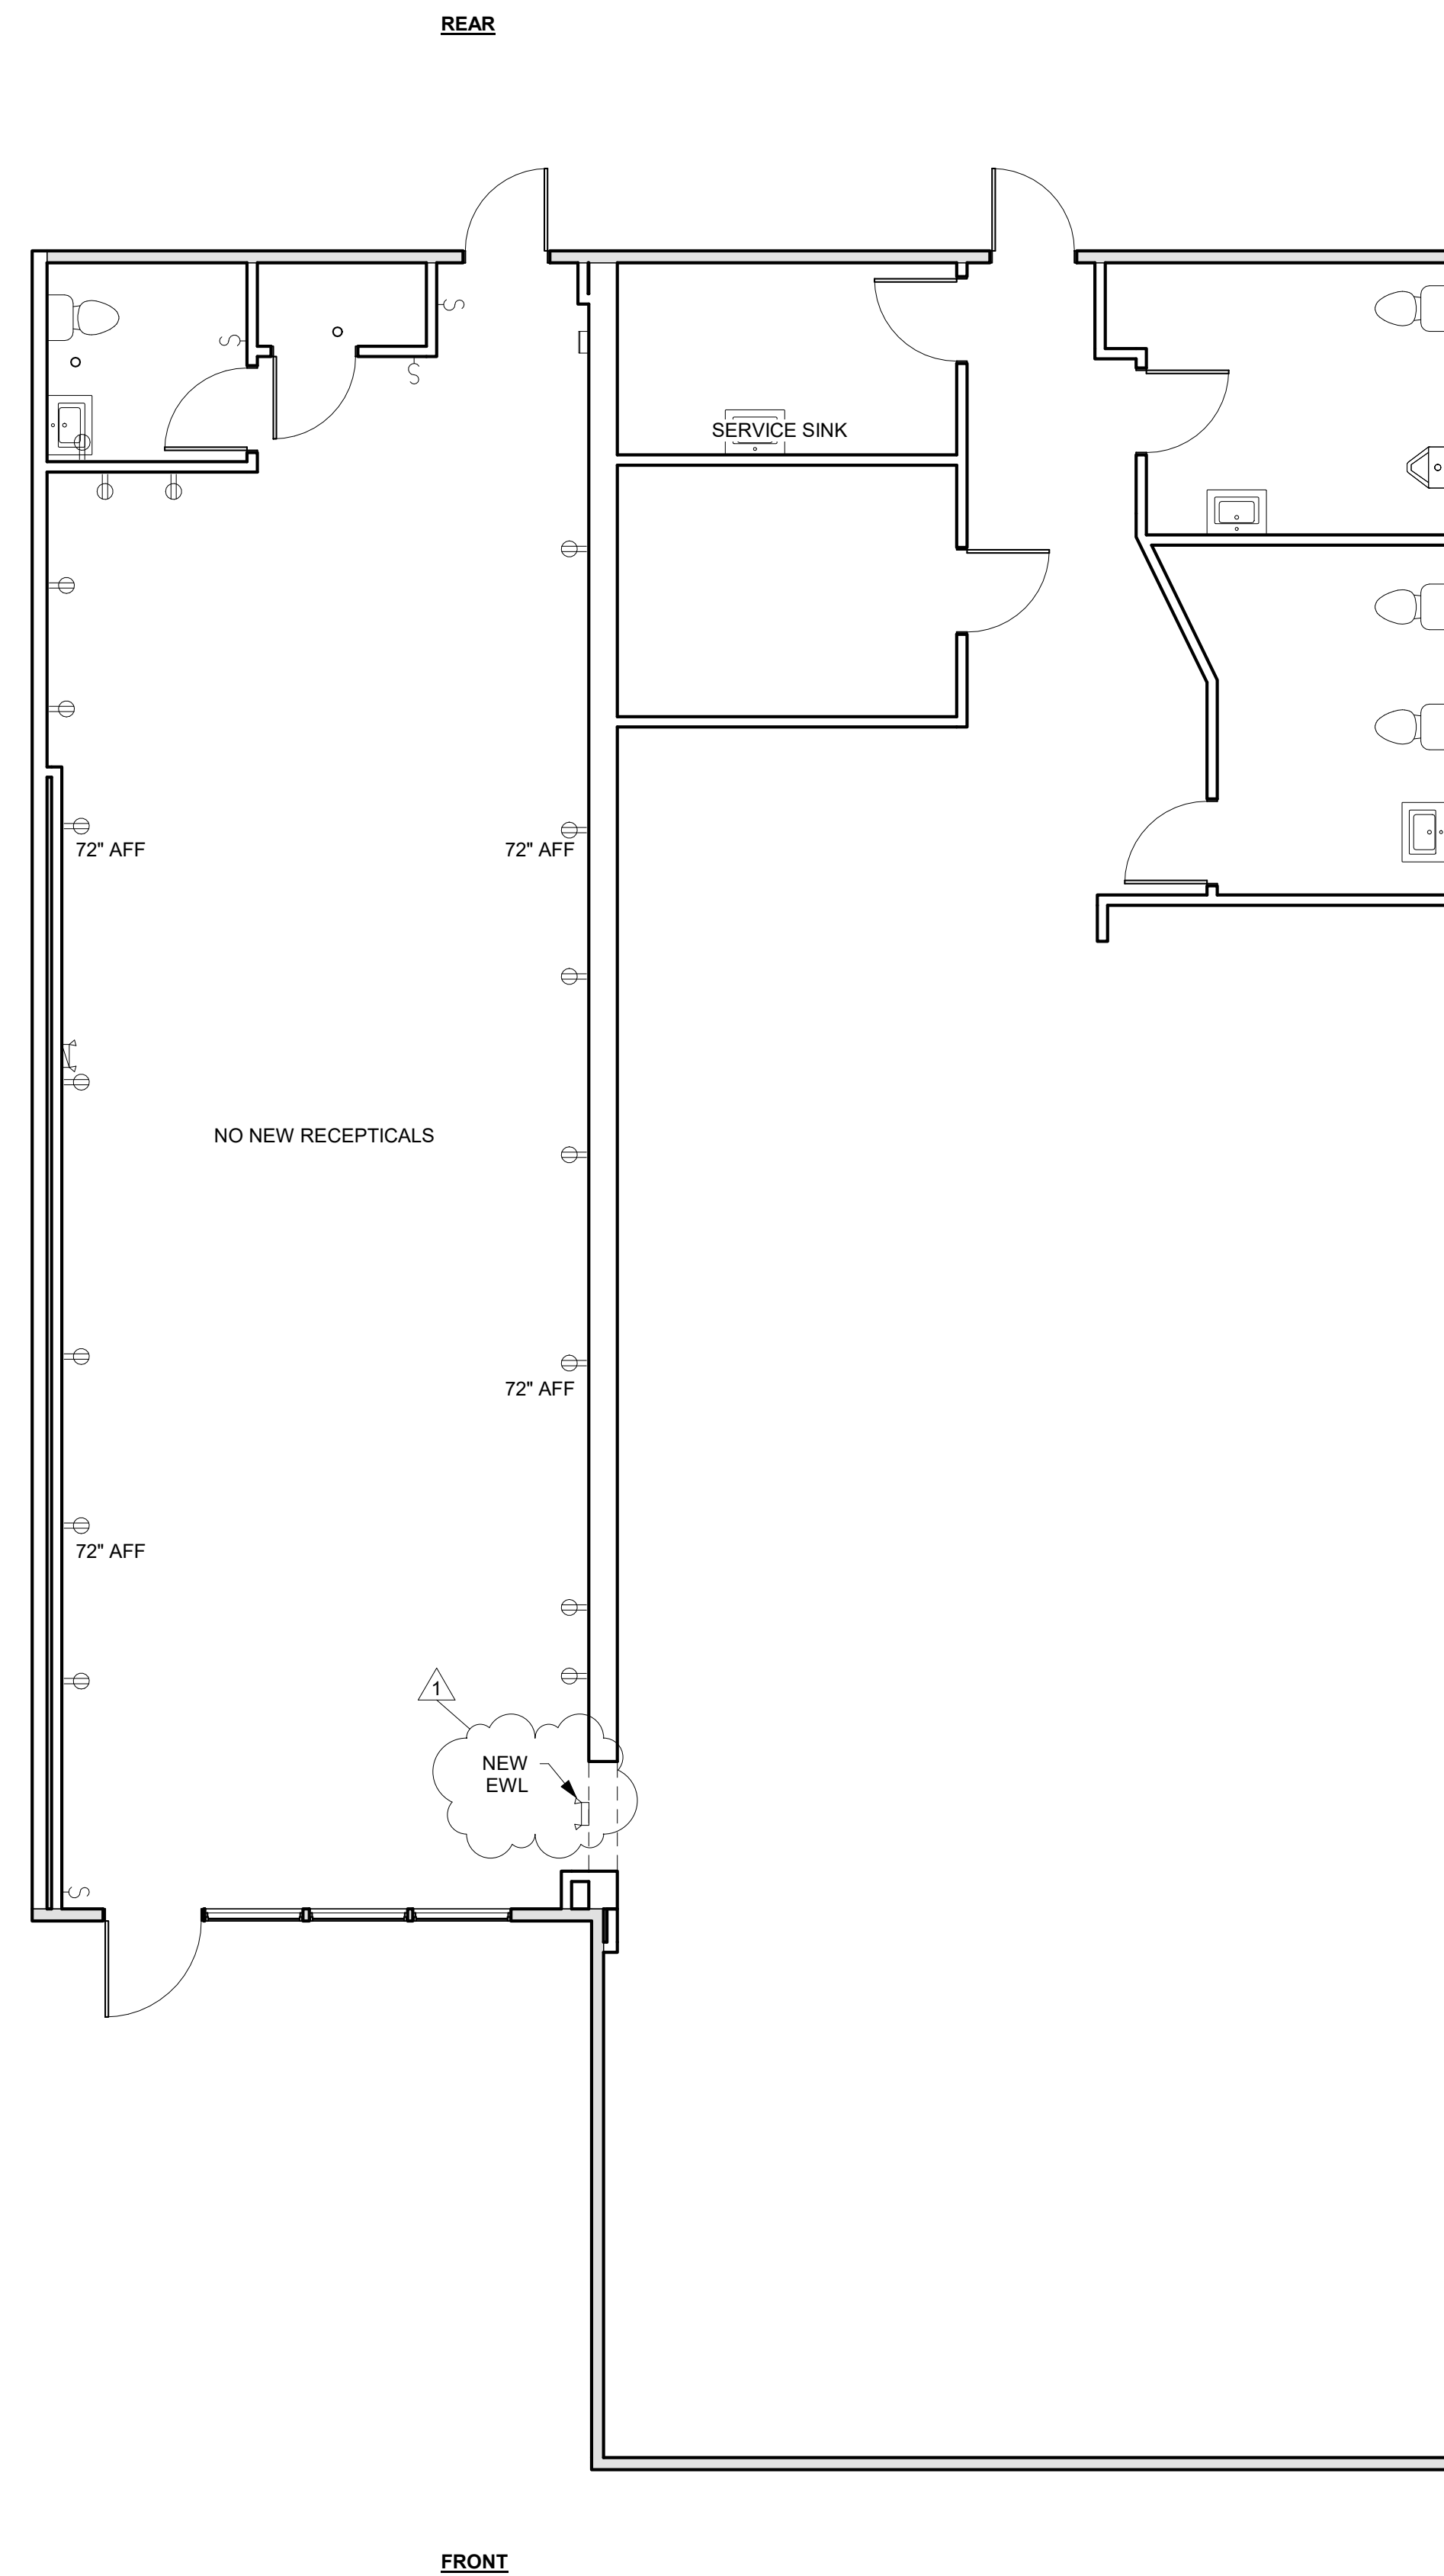 REAR
SERVICE SINK
72" AFF
72" AFF
NO NEW RECEPTICALS
72" AFF
72" AFF
1
NEW
EWL
FRONT